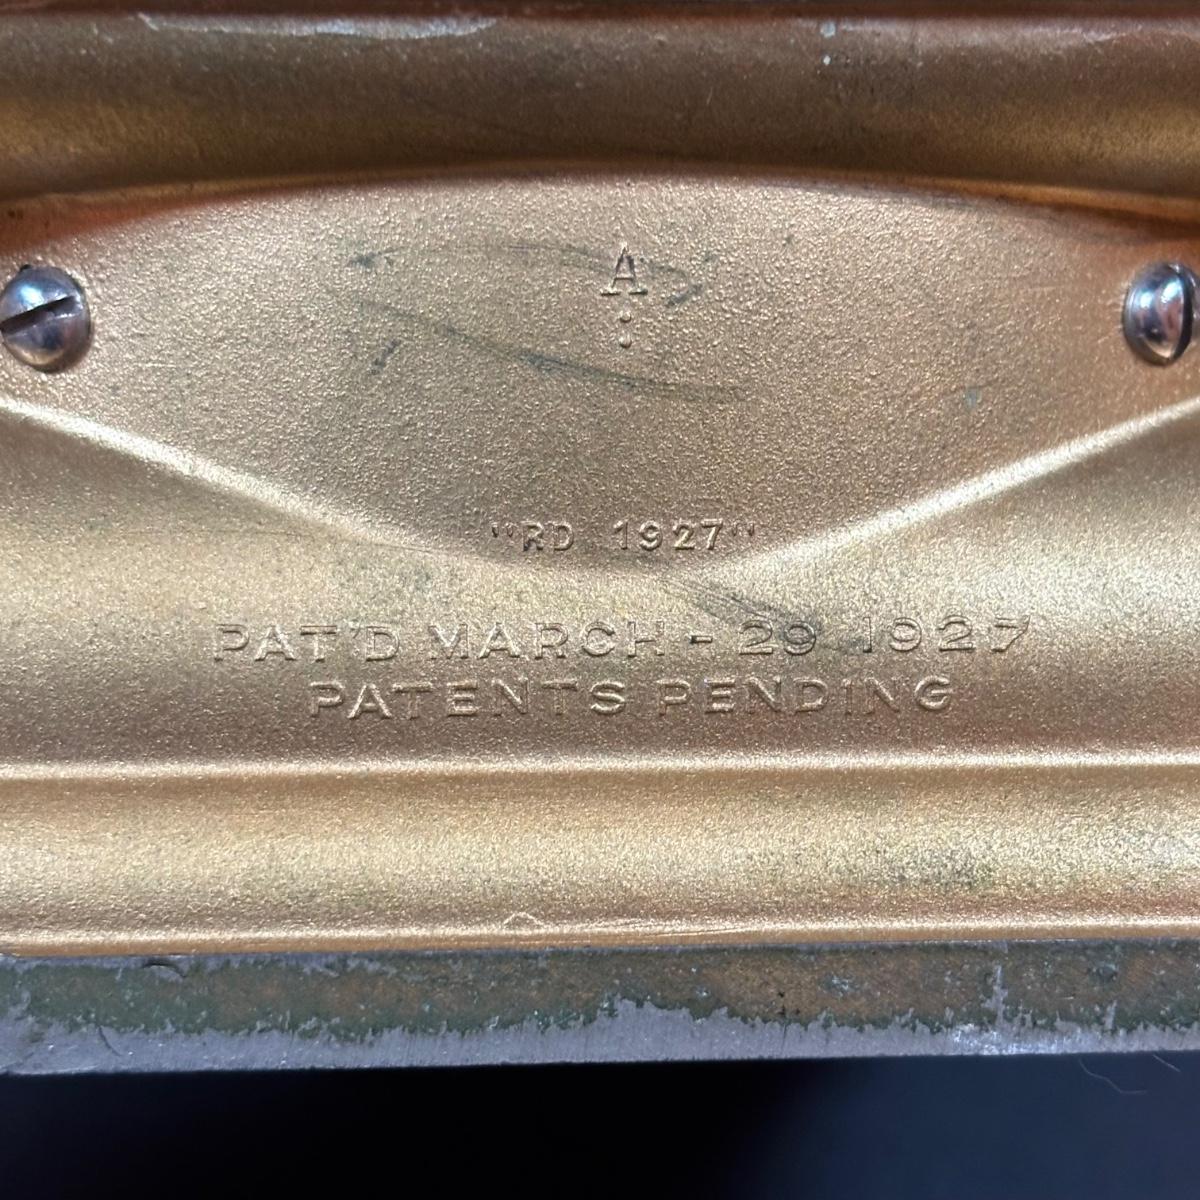 A
:
"RD 1927"
PAT'D MARCH - 29 1927
PATENTS PENDING